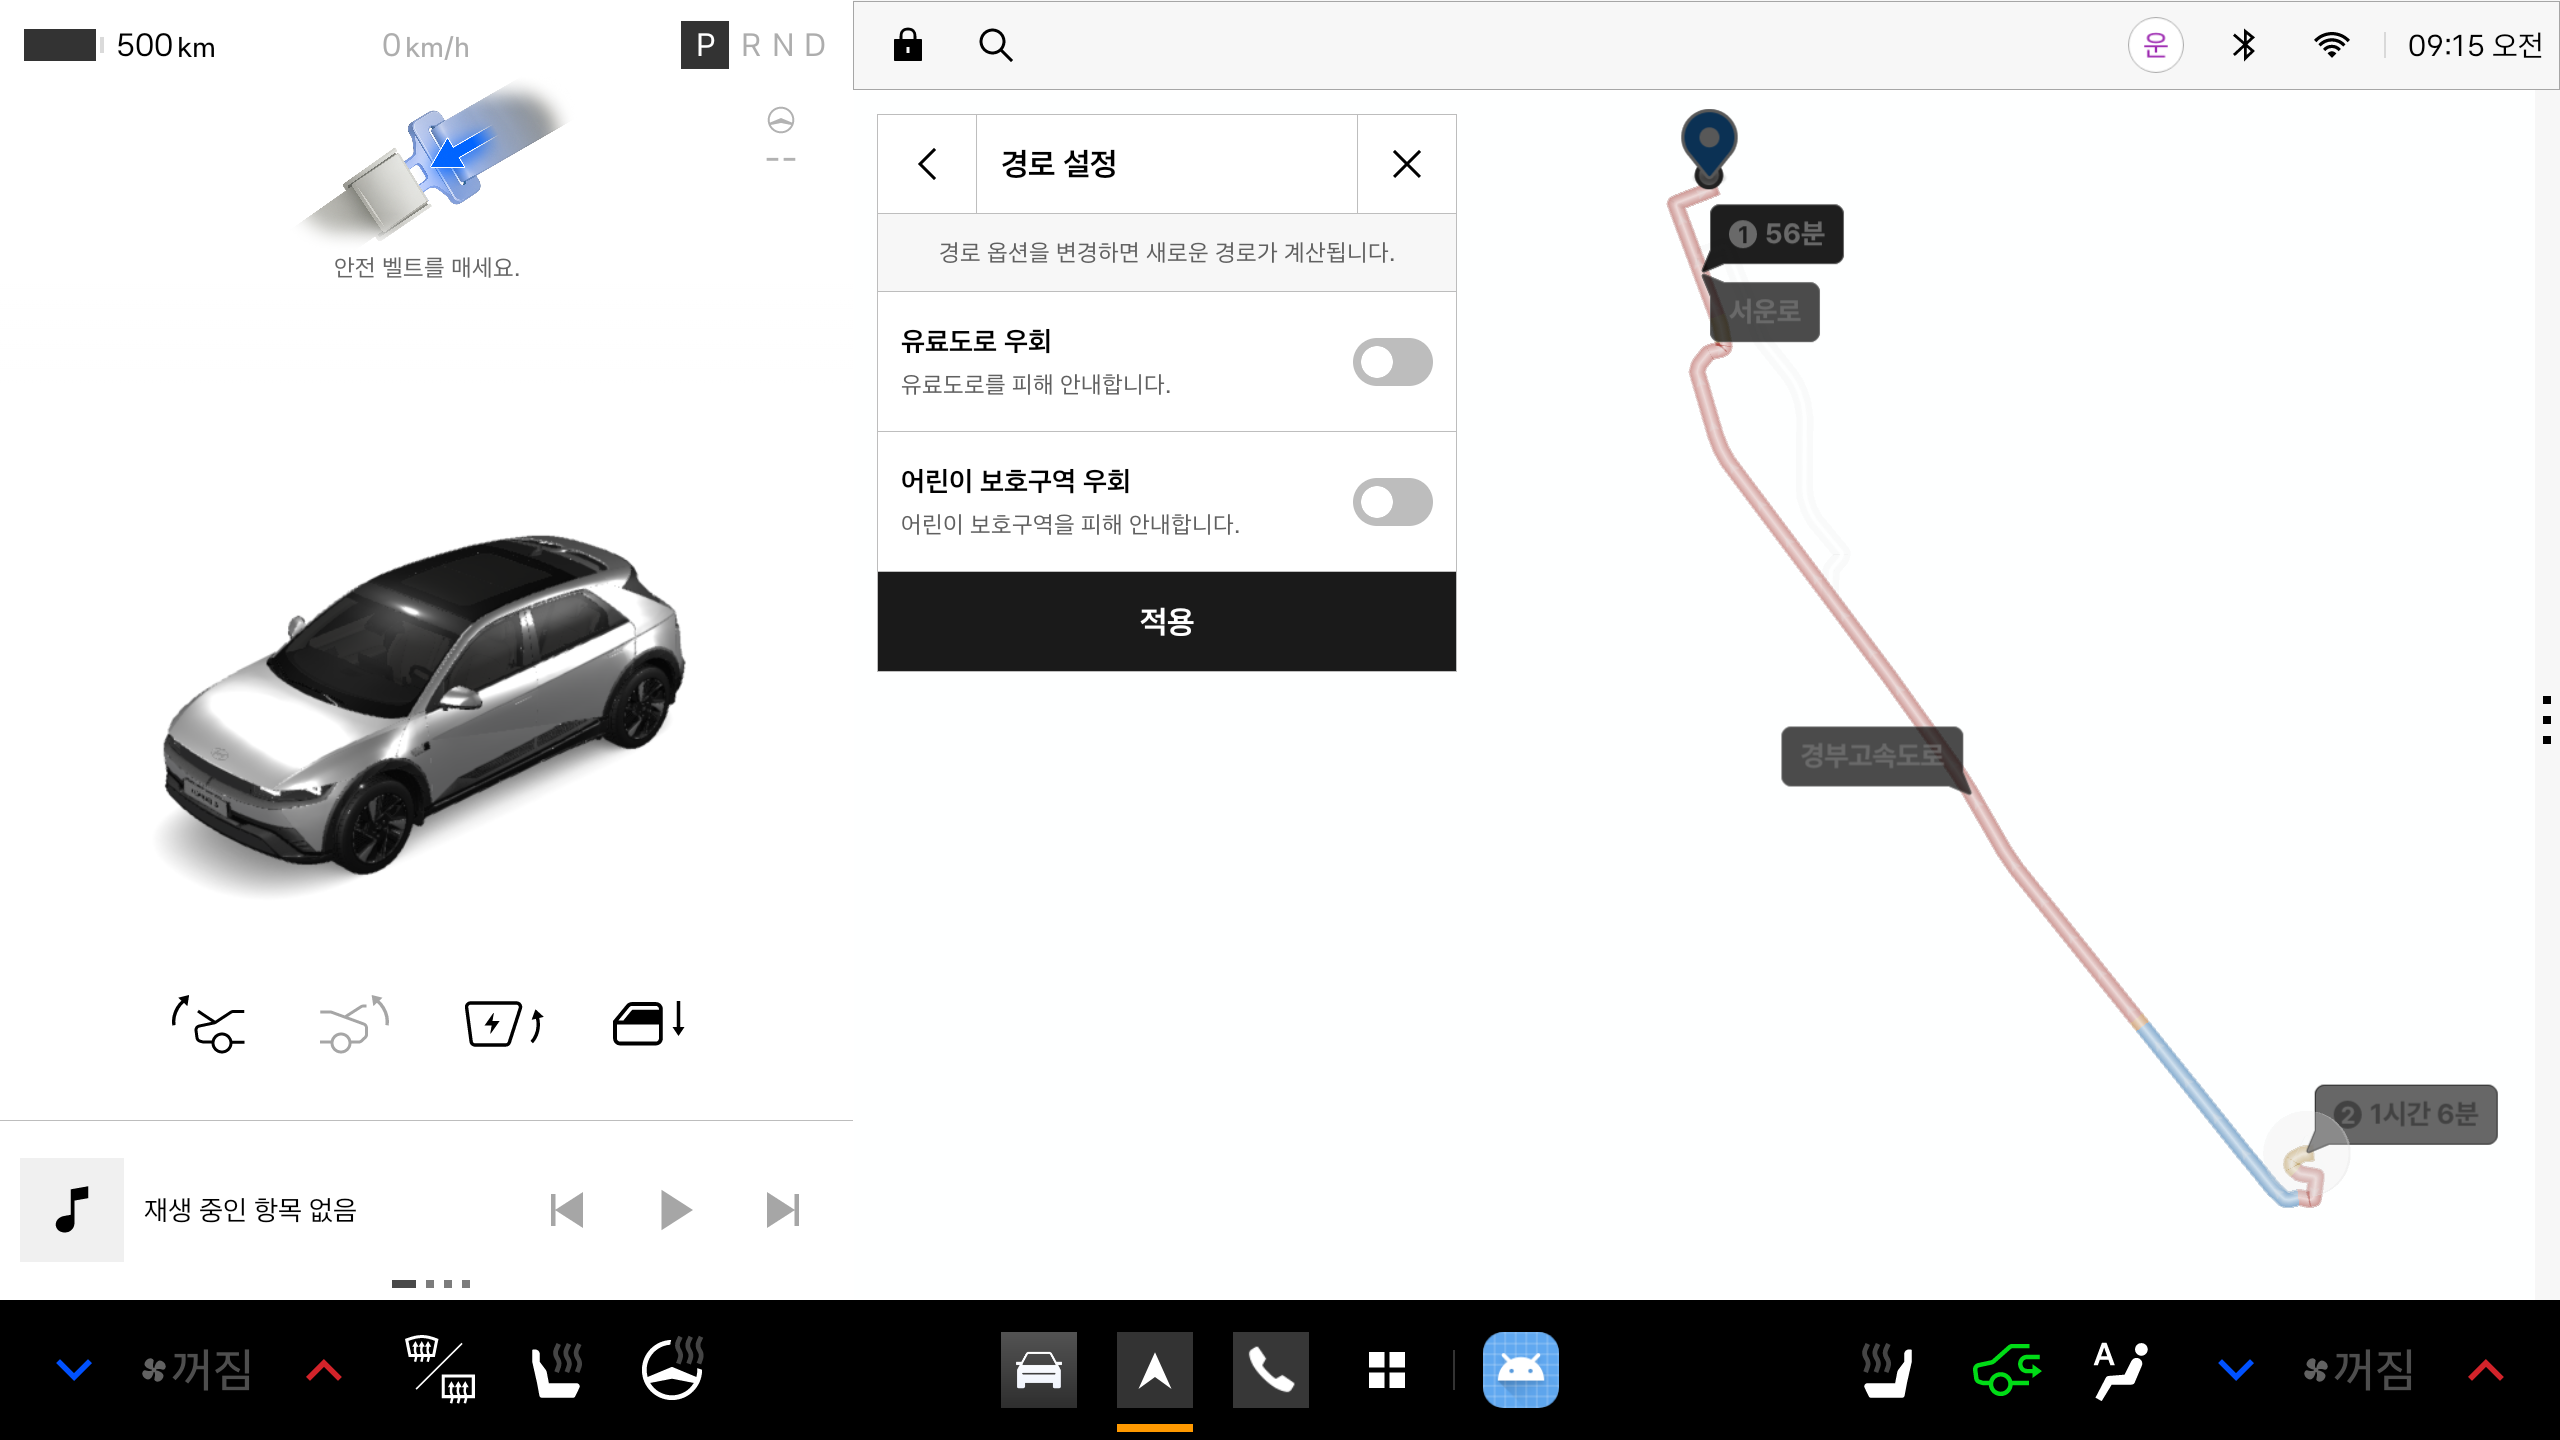 500 km
0 km/h
P R N D
운
09:15 오전
안전 벨트를 매세요.
--
경로 설정
경로 옵션을 변경하면 새로운 경로가 계산됩니다.
유료도로 우회
유료도로를 피해 안내합니다.
어린이 보호구역 우회
어린이 보호구역을 피해 안내합니다.
적용
1 56분
서운로
경부고속도로
2 1시간 6분
재생 중인 항목 없음
꺼짐
A
꺼짐